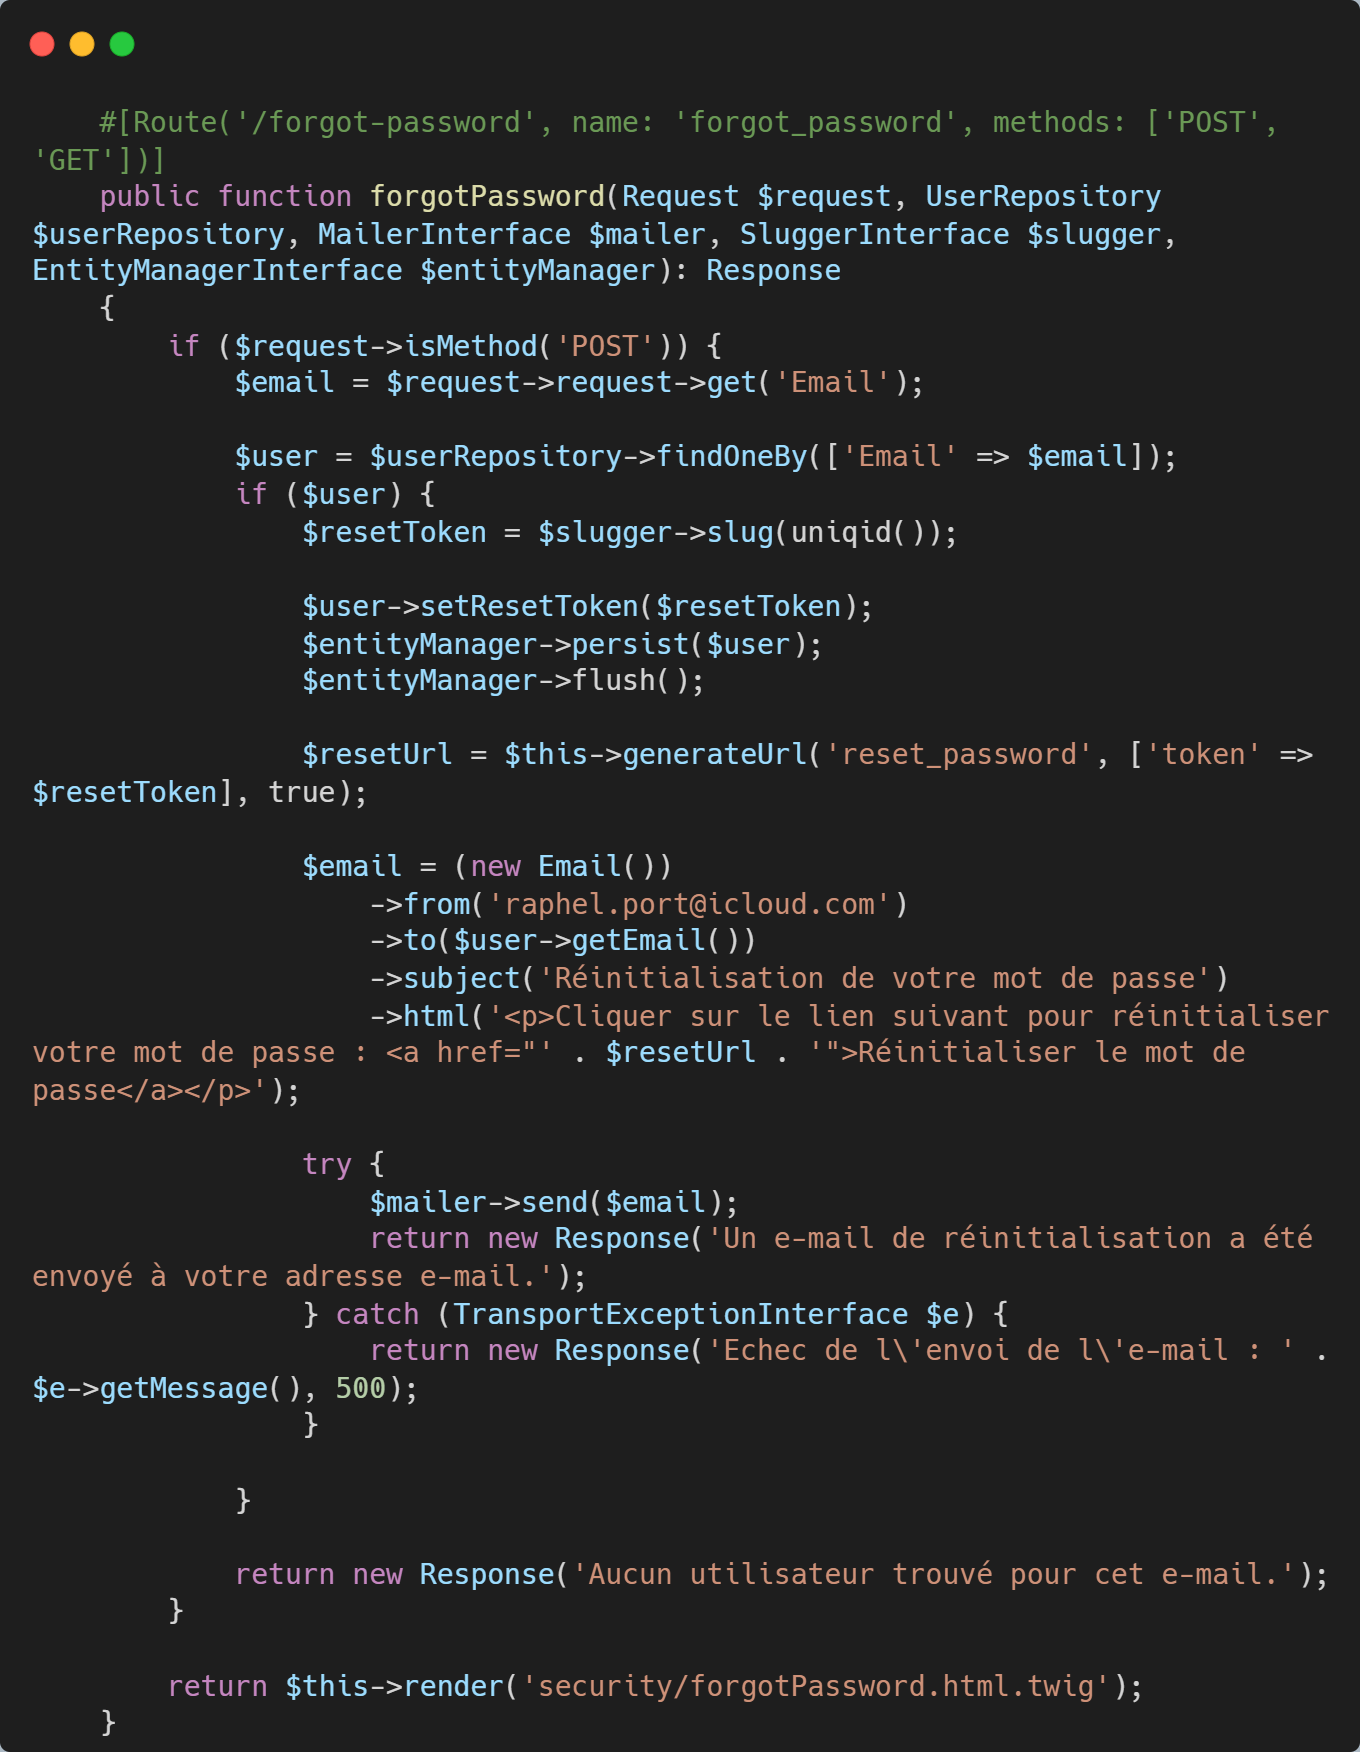 #[Route('/forgot-password', name: 'forgot_password', methods: ['POST',
'GET'])]
public function forgotPassword(Request $request, UserRepository
$userRepository, MailerInterface $mailer, SluggerInterface $slugger,
EntityManagerInterface $entityManager): Response
{
if ($request->isMethod('POST')) {
$email = $request->request->get('Email');
$user = $userRepository->findOneBy(['Email' => $email]);
if ($user) {
$resetToken = $slugger->slug(uniqid());
$user->setResetToken($resetToken);
$entityManager->persist($user);
$entityManager->flush();
$resetUrl = $this->generateUrl('reset_password', ['token' =>
$resetToken], true);
$email = (new Email())
->from('raphel.port@icloud.com')
->to($user->getEmail())
->subject('Réinitialisation de votre mot de passe')
->html('<p>Cliquer sur le lien suivant pour réinitialiser
votre mot de passe : <a href="' . $resetUrl . '">Réinitialiser le mot de
passe</a></p>');
try {
$mailer->send($email);
return new Response('Un e-mail de réinitialisation a été
envoyé à votre adresse e-mail.');
} catch (TransportExceptionInterface $e) {
return new Response('Echec de l\'envoi de l\'e-mail : ' .
$e->getMessage(), 500);
}
}
return new Response('Aucun utilisateur trouvé pour cet e-mail.');
}
return $this->render('security/forgotPassword.html.twig');
}